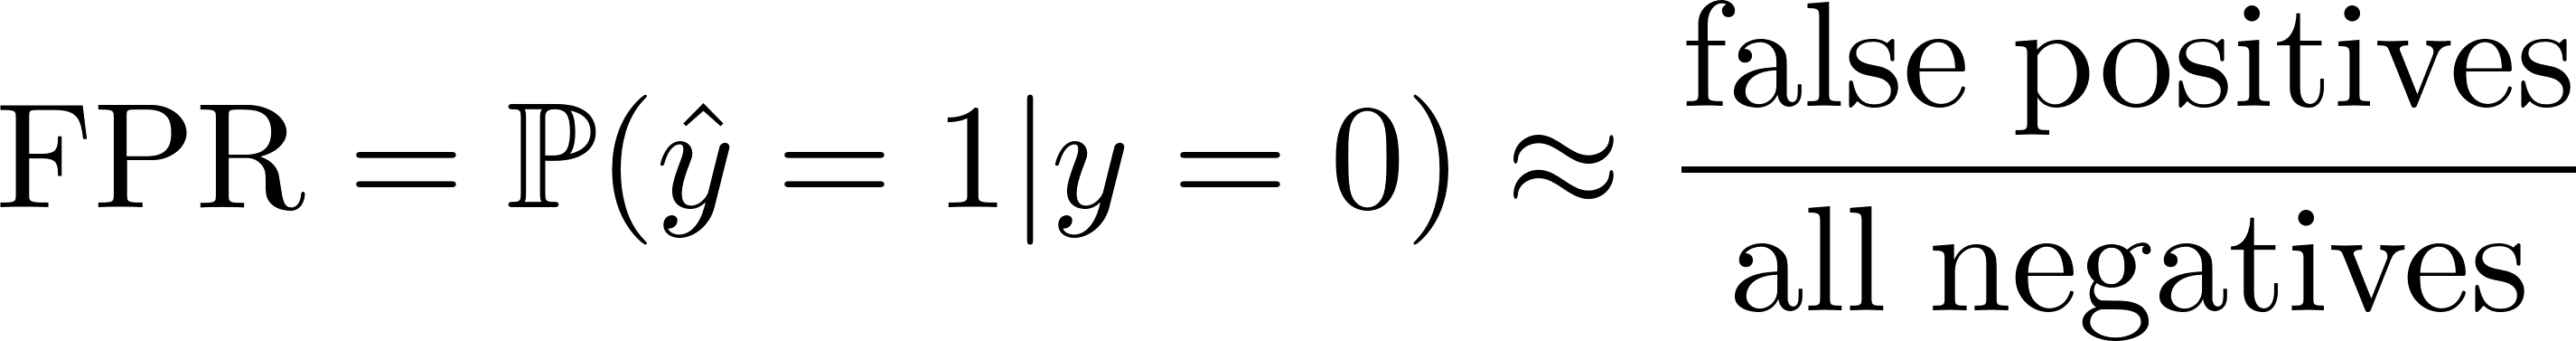 FPR = ℙ(ŷ = 1|y = 0) ≈ false positives
all negatives